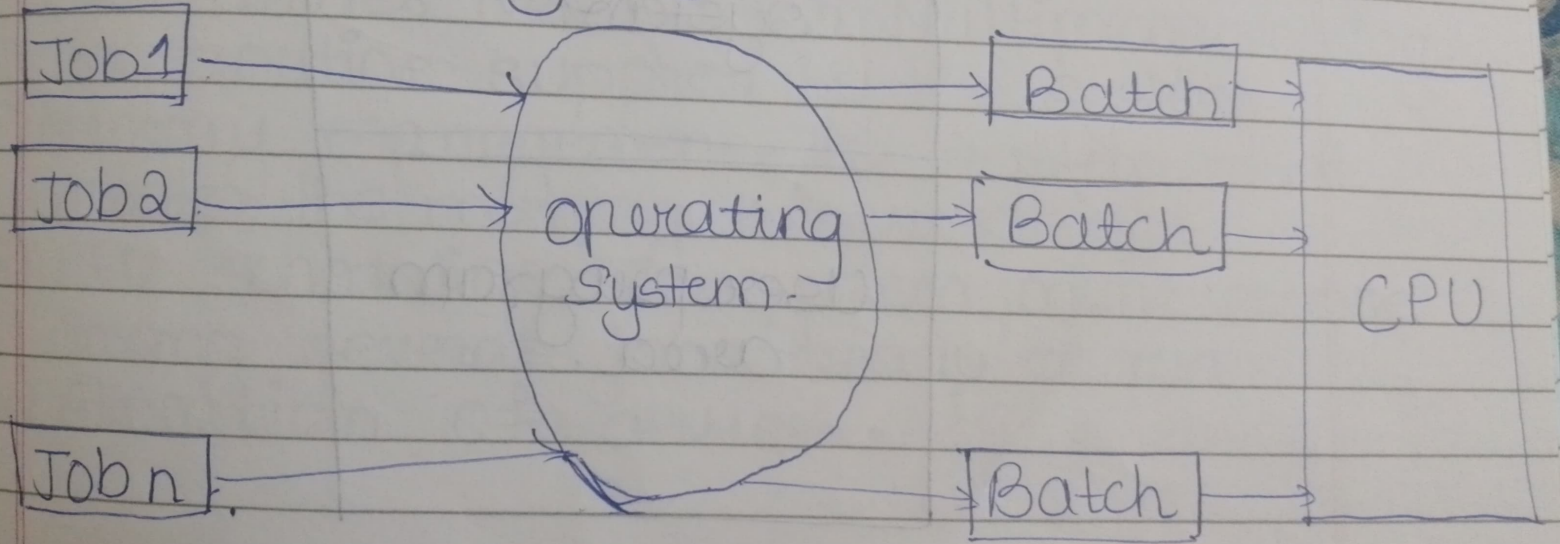 Job1
Batch
Job2
Batch
Operating
System.
CPU
Job n
Batch